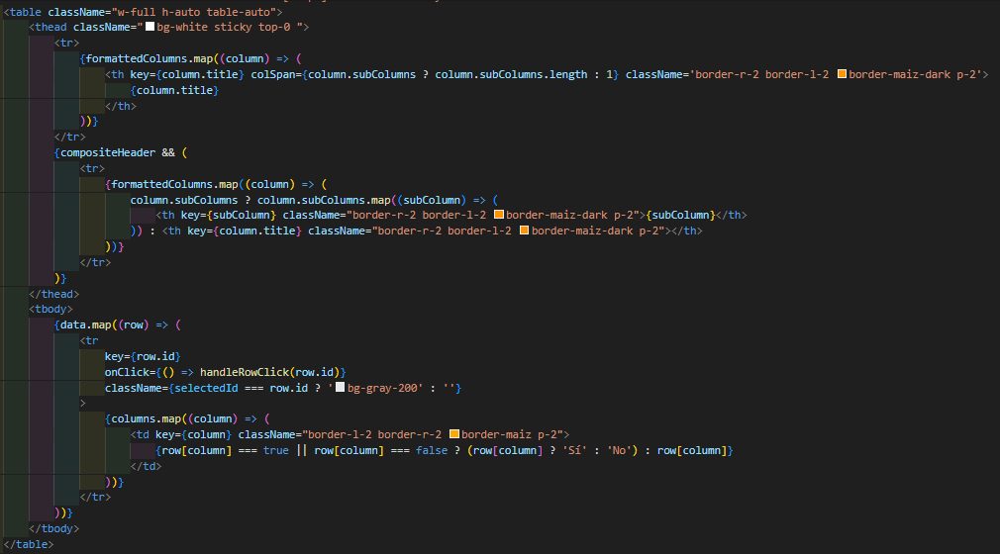 <table className="w-full h-auto table-auto">
<thead className="bg-white sticky top-0 ">
<tr>
{formattedColumns.map((column) => (
<th key={column.title} colSpan={column.subColumns ? column.subColumns.length : 1} className='border-r-2 border-l-2 border-maiz-dark p-2'>
{column.title}
</th>
))}
</tr>
{compositeHeader && (
<tr>
{formattedColumns.map((column) => (
column.subColumns ? column.subColumns.map((subColumn) => (
<th key={subColumn} className="border-r-2 border-l-2 border-maiz-dark p-2">{subColumn}</th>
)) : <th key={column.title} className="border-r-2 border-l-2 border-maiz-dark p-2"></th>
))}
</tr>
)}
</thead>
<tbody>
{data.map((row) => (
<tr
key={row.id}
onClick={() => handleRowClick(row.id)}
className={selectedId === row.id ? 'bg-gray-200' : ''}
>
{columns.map((column) => (
<td key={column} className="border-l-2 border-r-2 border-maiz p-2">
{row[column] === true || row[column] === false ? (row[column] ? 'Sí' : 'No') : row[column]}
</td>
))}
</tr>
))}
</tbody>
</table>